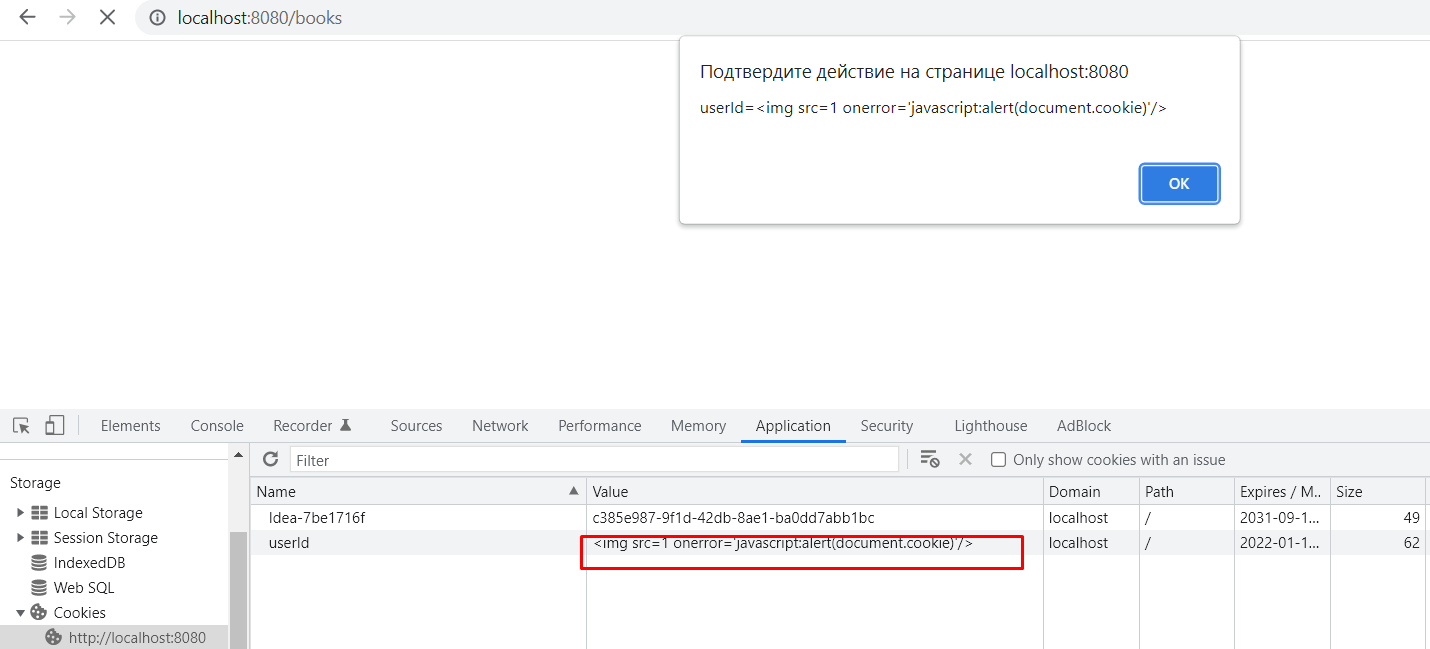 localhost:8080/books
Подтвердите действие на странице localhost:8080
userId=<img src=1 onerror='javascript:alert(document.cookie)'/>
OK
Elements Console Recorder Sources Network Performance Memory Application Security Lighthouse AdBlock
Filter Only show cookies with an issue
Storage
Local Storage
Session Storage
IndexedDB
Web SQL
Cookies
http://localhost:8080
Name Value Domain Path Expires / M... Size
Idea-7be1716f c385e987-9f1d-42db-8ae1-ba0dd7abb1bc localhost / 2031-09-1... 49
userId <img src=1 onerror='javascript:alert(document.cookie)'/> localhost / 2022-01-1... 62